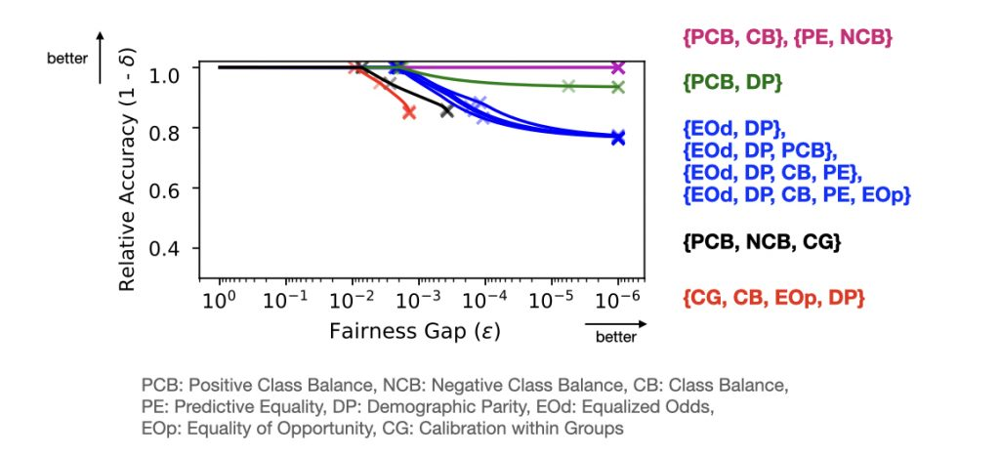 better
Relative Accuracy (1 - δ)
1.0
0.8
0.6
0.4
10⁰ 10⁻¹ 10⁻² 10⁻³ 10⁻⁴ 10⁻⁵ 10⁻⁶
Fairness Gap (ε)
better
{PCB, CB}, {PE, NCB}
{PCB, DP}
{EOd, DP},
{EOd, DP, PCB},
{EOd, DP, CB, PE},
{EOd, DP, CB, PE, EOp}
{PCB, NCB, CG}
{CG, CB, EOp, DP}
PCB: Positive Class Balance, NCB: Negative Class Balance, CB: Class Balance,
PE: Predictive Equality, DP: Demographic Parity, EOd: Equalized Odds,
EOp: Equality of Opportunity, CG: Calibration within Groups